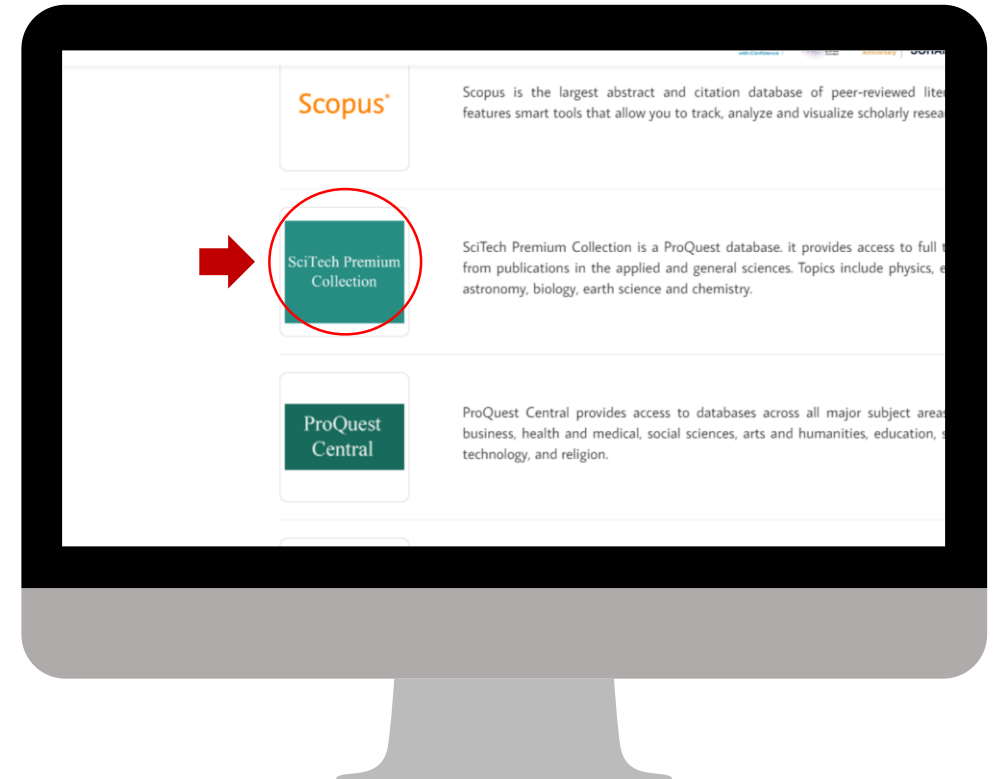 with Confidence
Anniversary
Scopus
Scopus is the largest abstract and citation database of peer-reviewed
features smart tools that allow you to track, analyze and visualize scholarly
SciTech Premium
Collection
SciTech Premium Collection is a ProQuest database. it provides access to full
from publications in the applied and general sciences. Topics include physics,
astronomy, biology, earth science and chemistry.
ProQuest
Central
ProQuest Central provides access to databases across all major subject areas
business, health and medical, social sciences, arts and humanities, education,
technology, and religion.